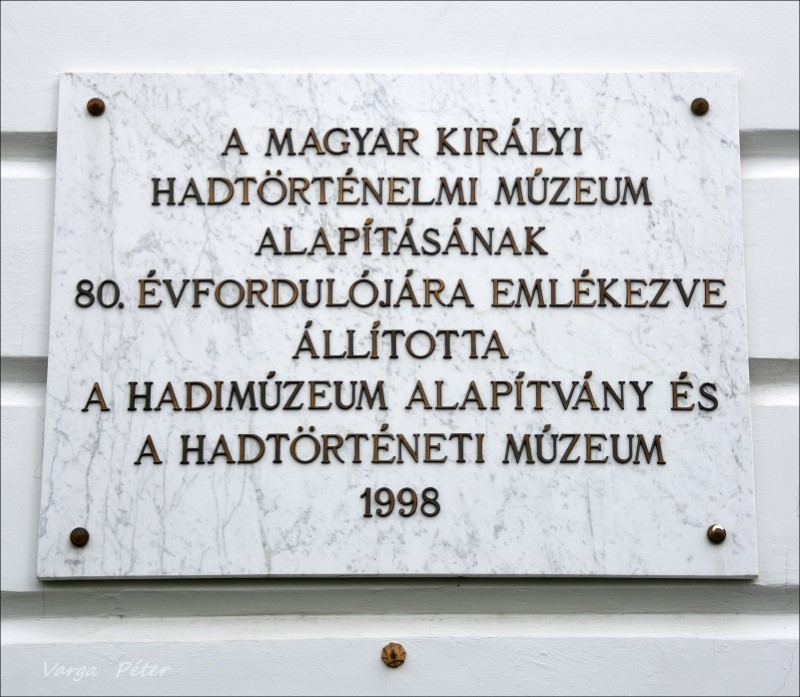 A MAGYAR KIRÁLYI
HADTÖRTÉNELMI MÚZEUM
ALAPÍTÁSÁNAK
80. ÉVFORDULÓJÁRA EMLÉKEZVE
ÁLLÍTOTTA
A HADIMÚZEUM ALAPÍTVÁNY ÉS
A HADTÖRTÉNETI MÚZEUM
1998
Varga Péter